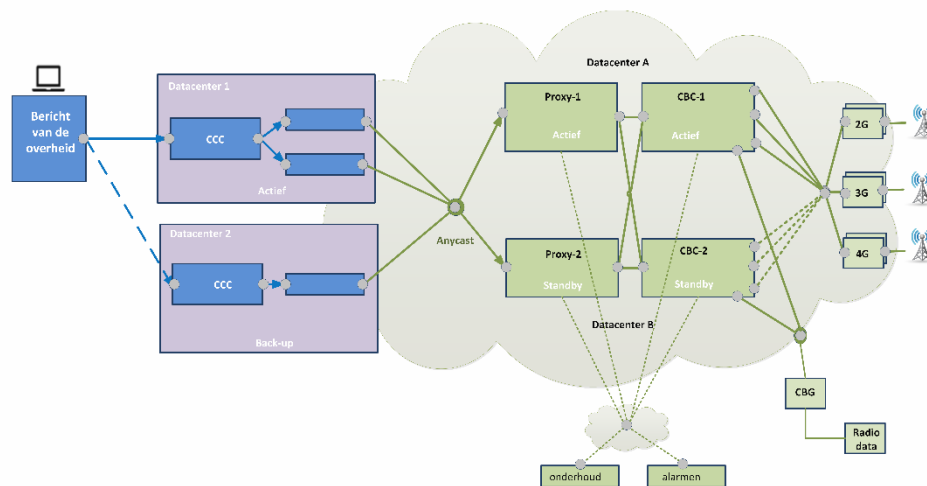 Bericht
van de
overheid
Datacenter 1
CCC
Actief
Datacenter 2
CCC
Back-up
Anycast
Datacenter A
Proxy-1
Actief
CBC-1
Actief
Proxy-2
Standby
CBC-2
Standby
Datacenter B
2G
3G
4G
CBG
Radio
data
onderhoud
alarmen